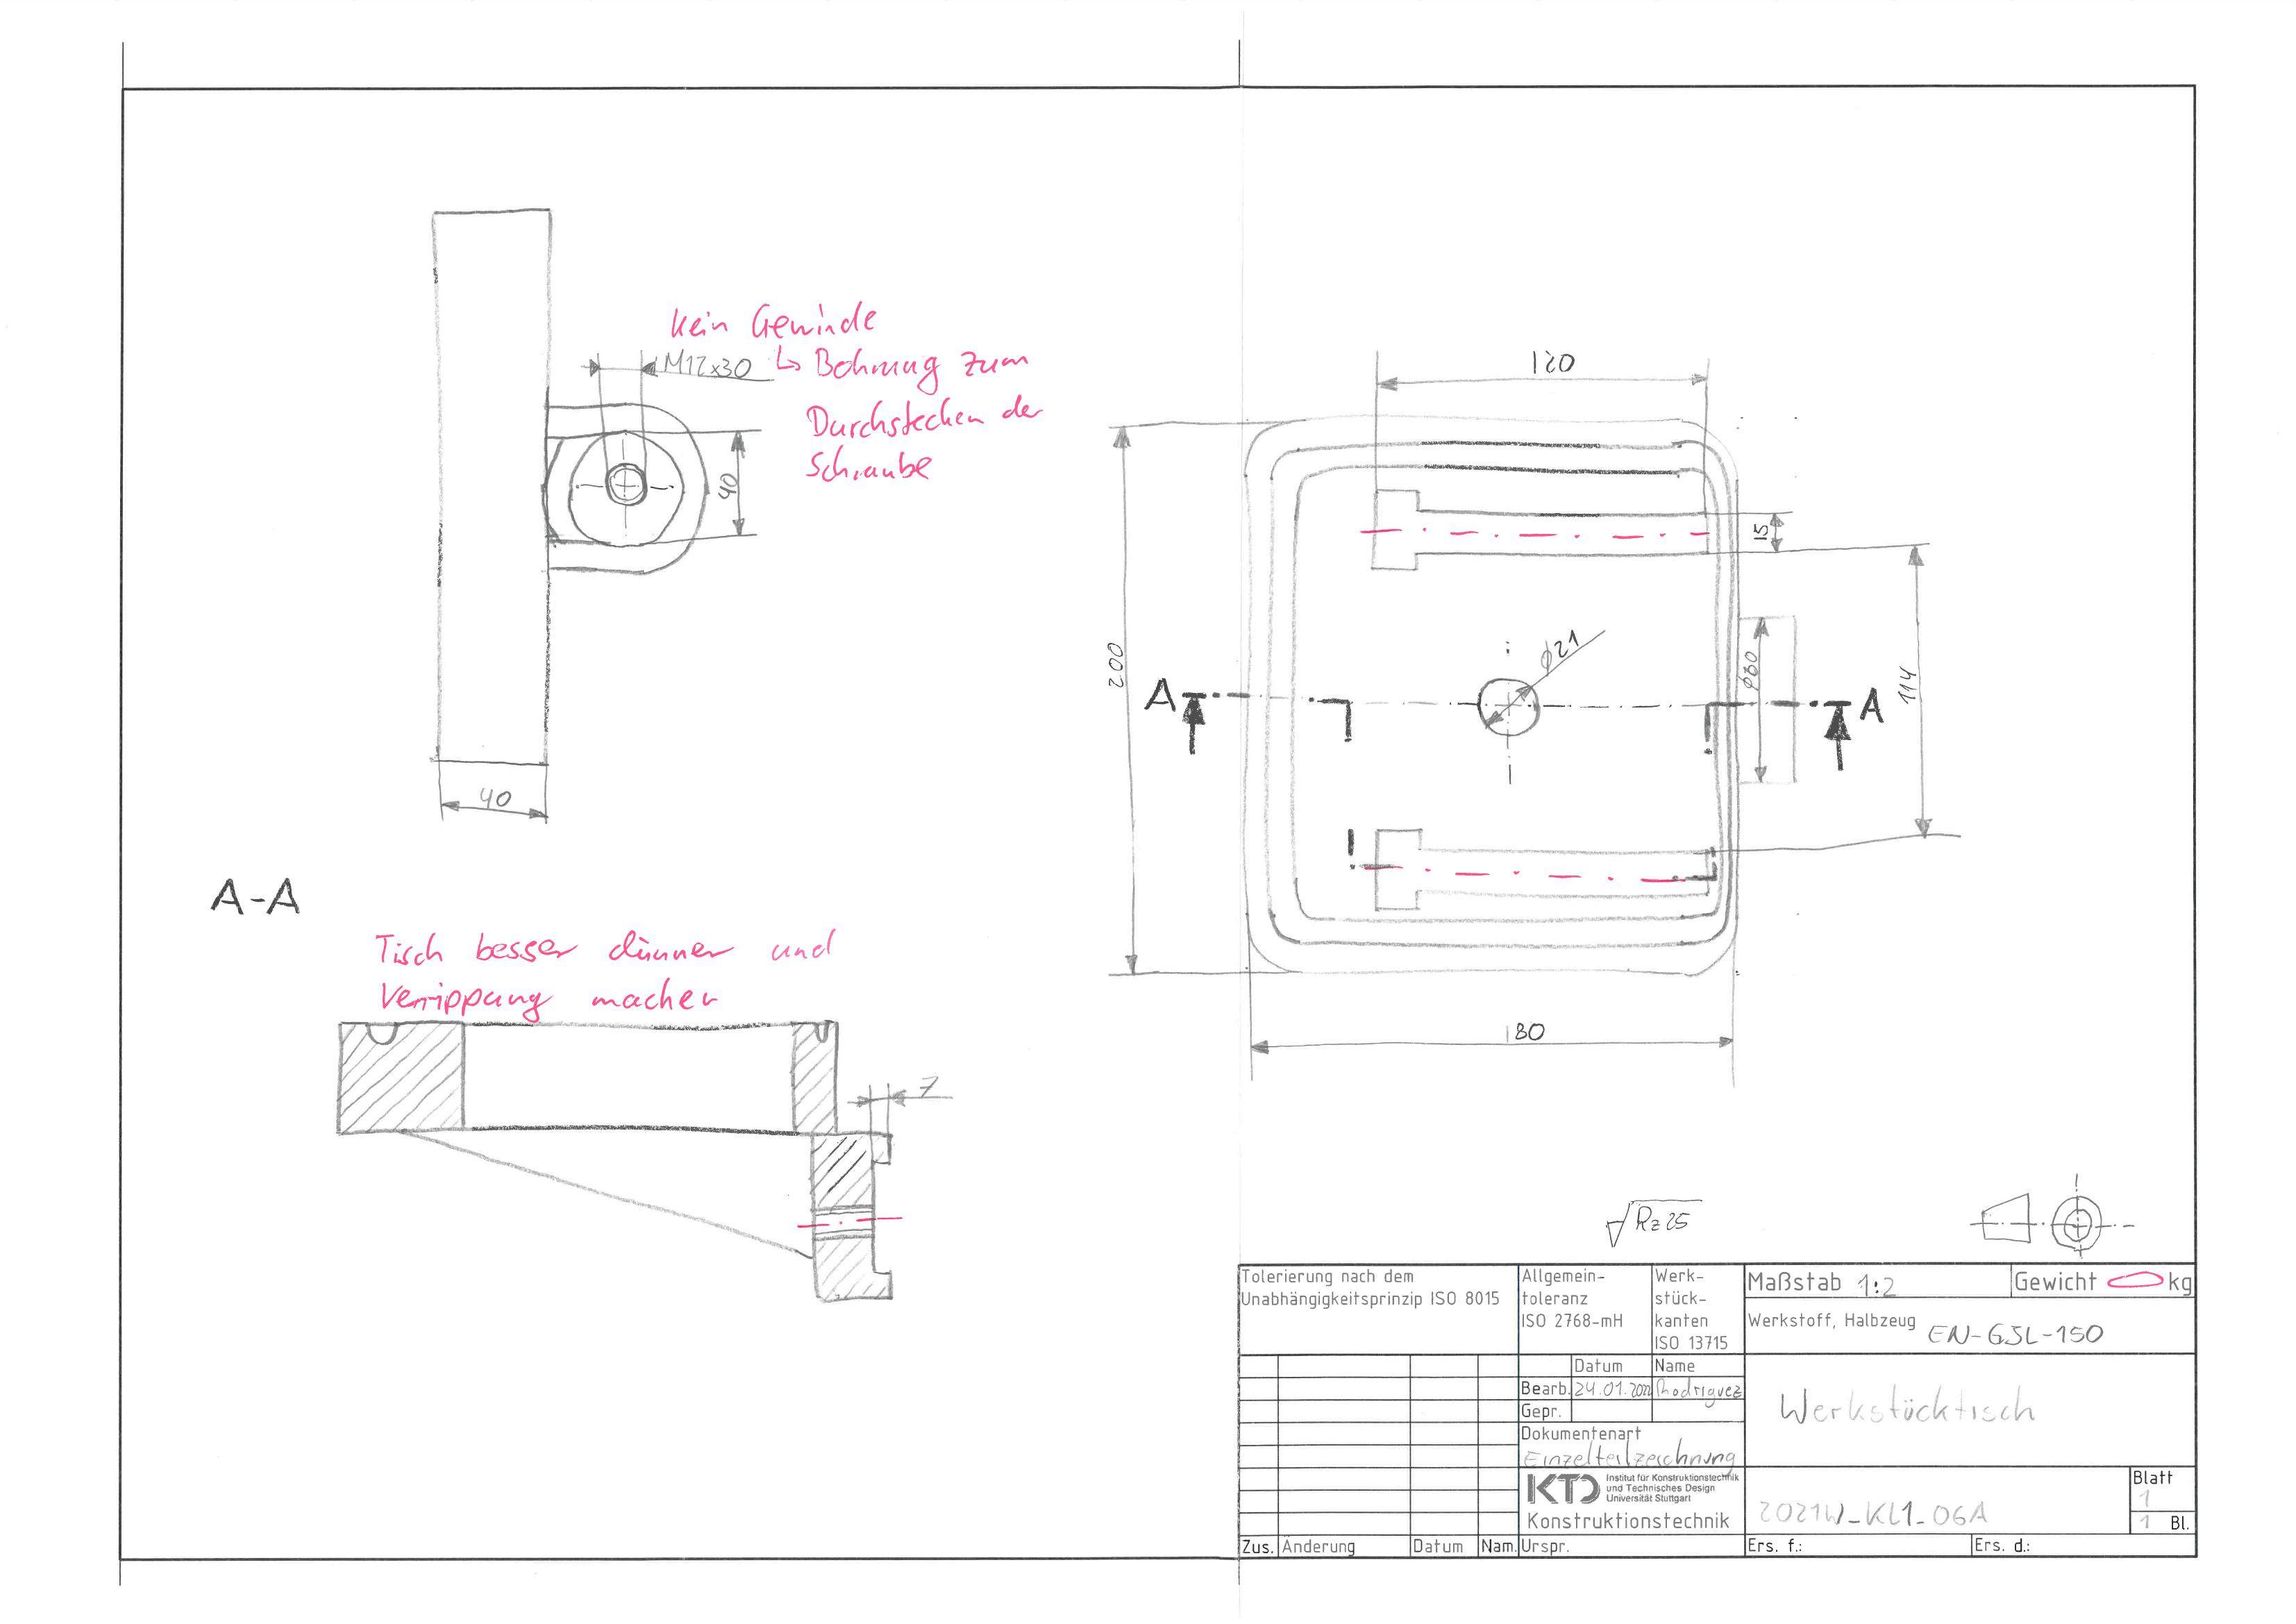 kein Gewinde
M12x30 ↳ Bohrung zum
Durchstecken der
Schraube
40
40
120
15
200
⌀21
⌀80
114
A
A
180
A-A
Tisch besser dünner und
Verrippung machen
7
Rz 25
Tolerierung nach dem
Unabhängigkeitsprinzip ISO 8015
Allgemein-
toleranz
ISO 2768-mH
Werk-
stück-
kanten
ISO 13715
Maßstab 1:2
Gewicht kg
Werkstoff, Halbzeug EN-GJL-150
Datum Name
Bearb. 24.01.2022 Rodriguez
Gepr.
Dokumentenart
Einzelteilzeichnung
Werkstücktisch
KTD Institut für Konstruktionstechnik
und Technisches Design
Universität Stuttgart
Konstruktionstechnik
2021W_KL1_06A
Blatt
1
1 Bl.
Zus. Änderung Datum Nam. Urspr. Ers. f.: Ers. d.: